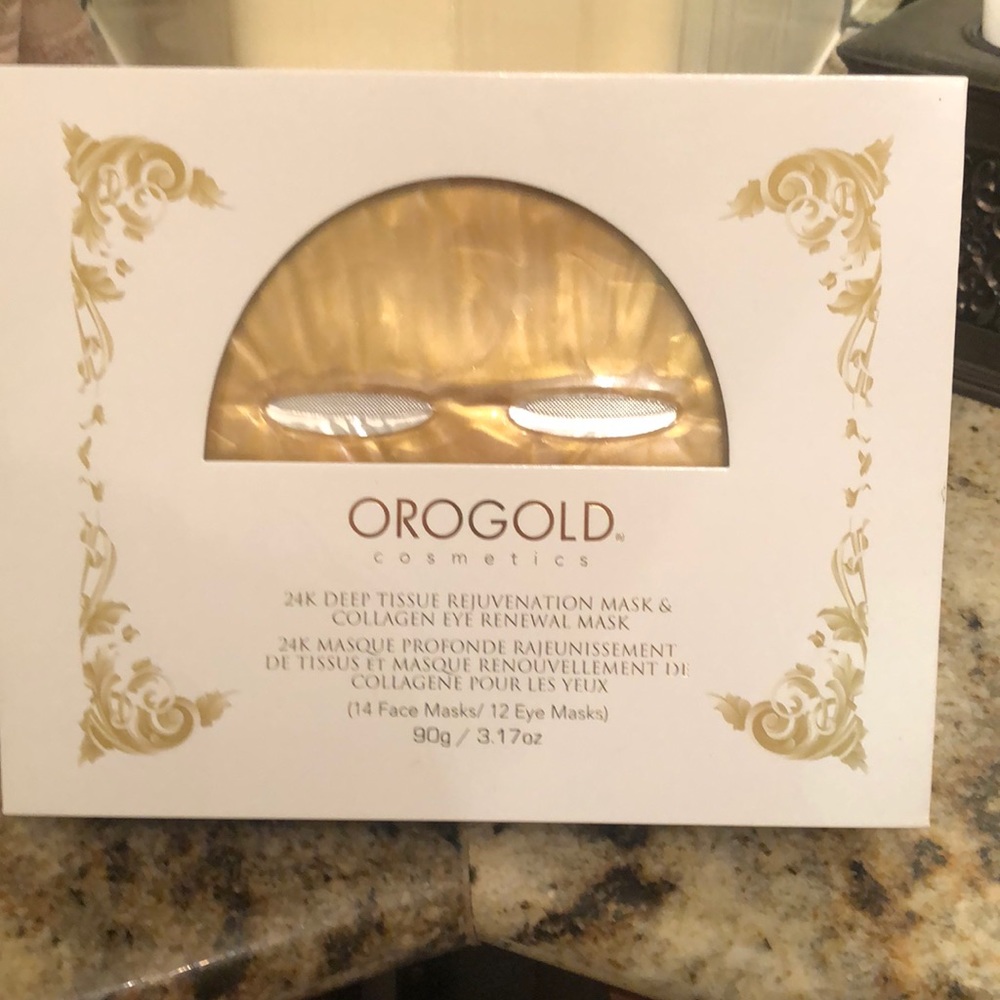 OROGOLD
cosmetics
24K DEEP TISSUE REJUVENATION MASK &
COLLAGEN EYE RENEWAL MASK
24K MASQUE PROFONDE RAJEUNISSEMENT
DE TISSUS ET MASQUE RENOUVELLEMENT DE
COLLAGENE POUR LES YEUX
(14 Face Masks/ 12 Eye Masks)
90g / 3.17oz